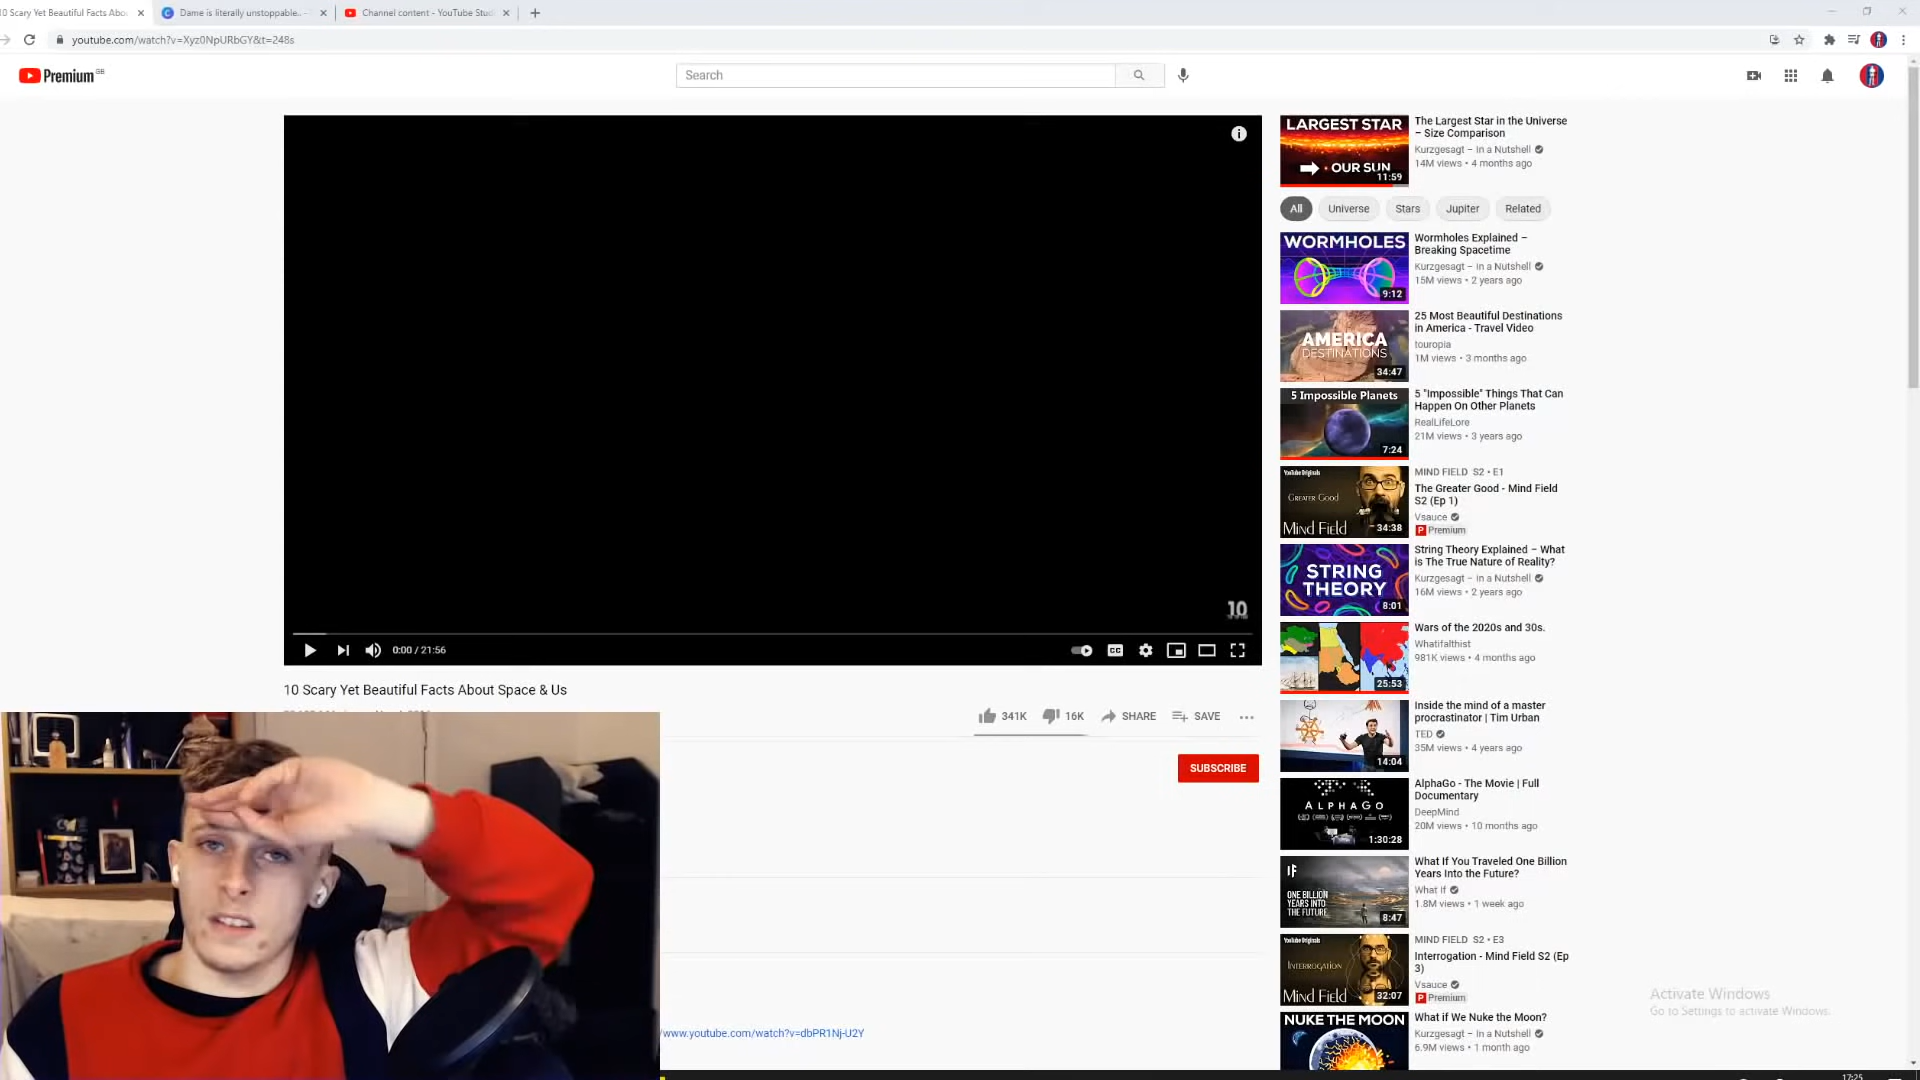 10 Scary Yet Beautiful Facts Abou
Dame is literally unstoppable.. -
Channel content - YouTube Stud
youtube.com/watch?v=Xyz0NpURbGY&t=248s
Premium GB
Search
LARGEST STAR
OUR SUN
11:59
The Largest Star in the Universe
– Size Comparison
Kurzgesagt – In a Nutshell
14M views • 4 months ago
All
Universe
Stars
Jupiter
Related
WORMHOLES
9:12
Wormholes Explained –
Breaking Spacetime
Kurzgesagt – In a Nutshell
15M views • 2 years ago
AMERICA
DESTINATIONS
34:47
25 Most Beautiful Destinations
in America - Travel Video
touropia
1M views • 3 months ago
5 Impossible Planets
7:24
5 "Impossible" Things That Can
Happen On Other Planets
RealLifeLore
21M views • 3 years ago
YouTube Originals
GREATER GOOD
MIND FIELD
34:38
MIND FIELD S2 • E1
The Greater Good - Mind Field
S2 (Ep 1)
Vsauce
Premium
STRING
THEORY
8:01
String Theory Explained – What
is The True Nature of Reality?
Kurzgesagt – In a Nutshell
16M views • 2 years ago
10
0:00 / 21:56
CC
25:53
Wars of the 2020s and 30s.
Whatifalthist
981K views • 4 months ago
10 Scary Yet Beautiful Facts About Space & Us
341K
16K
SHARE
SAVE
SUBSCRIBE
14:04
Inside the mind of a master
procrastinator | Tim Urban
TED
35M views • 4 years ago
ALPHAGO
1:30:28
AlphaGo - The Movie | Full
Documentary
DeepMind
20M views • 10 months ago
IF
ONE BILLION
YEARS INTO
THE FUTURE
8:47
What If You Traveled One Billion
Years Into the Future?
What If
1.8M views • 1 week ago
YouTube Originals
INTERROGATION
MIND FIELD
32:07
MIND FIELD S2 • E3
Interrogation - Mind Field S2 (Ep
3)
Vsauce
Premium
Activate Windows
Go to Settings to activate Windows.
NUKE THE MOON
What if We Nuke the Moon?
Kurzgesagt – In a Nutshell
6.9M views • 1 month ago
/www.youtube.com/watch?v=dbPR1Nj-U2Y
17:25